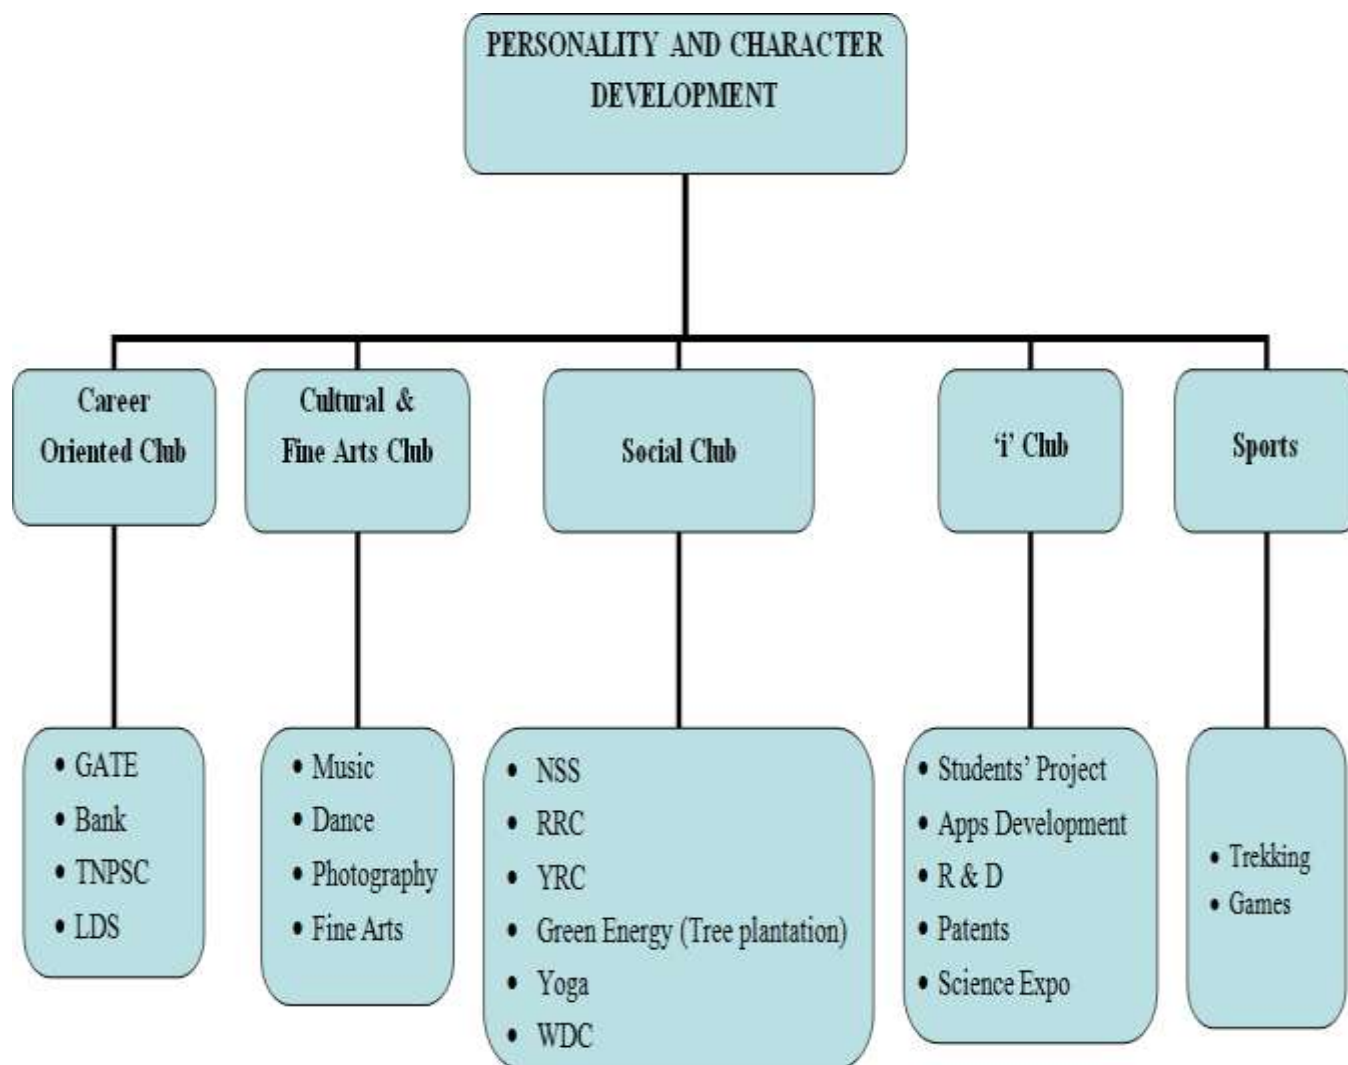 PERSONALITY AND CHARACTER
DEVELOPMENT
Career
Oriented Club
Cultural &
Fine Arts Club
Social Club
‘i’ Club
Sports
• GATE
• Bank
• TNPSC
• LDS
• Music
• Dance
• Photography
• Fine Arts
• NSS
• RRC
• YRC
• Green Energy (Tree plantation)
• Yoga
• WDC
• Students’ Project
• Apps Development
• R & D
• Patents
• Science Expo
• Trekking
• Games